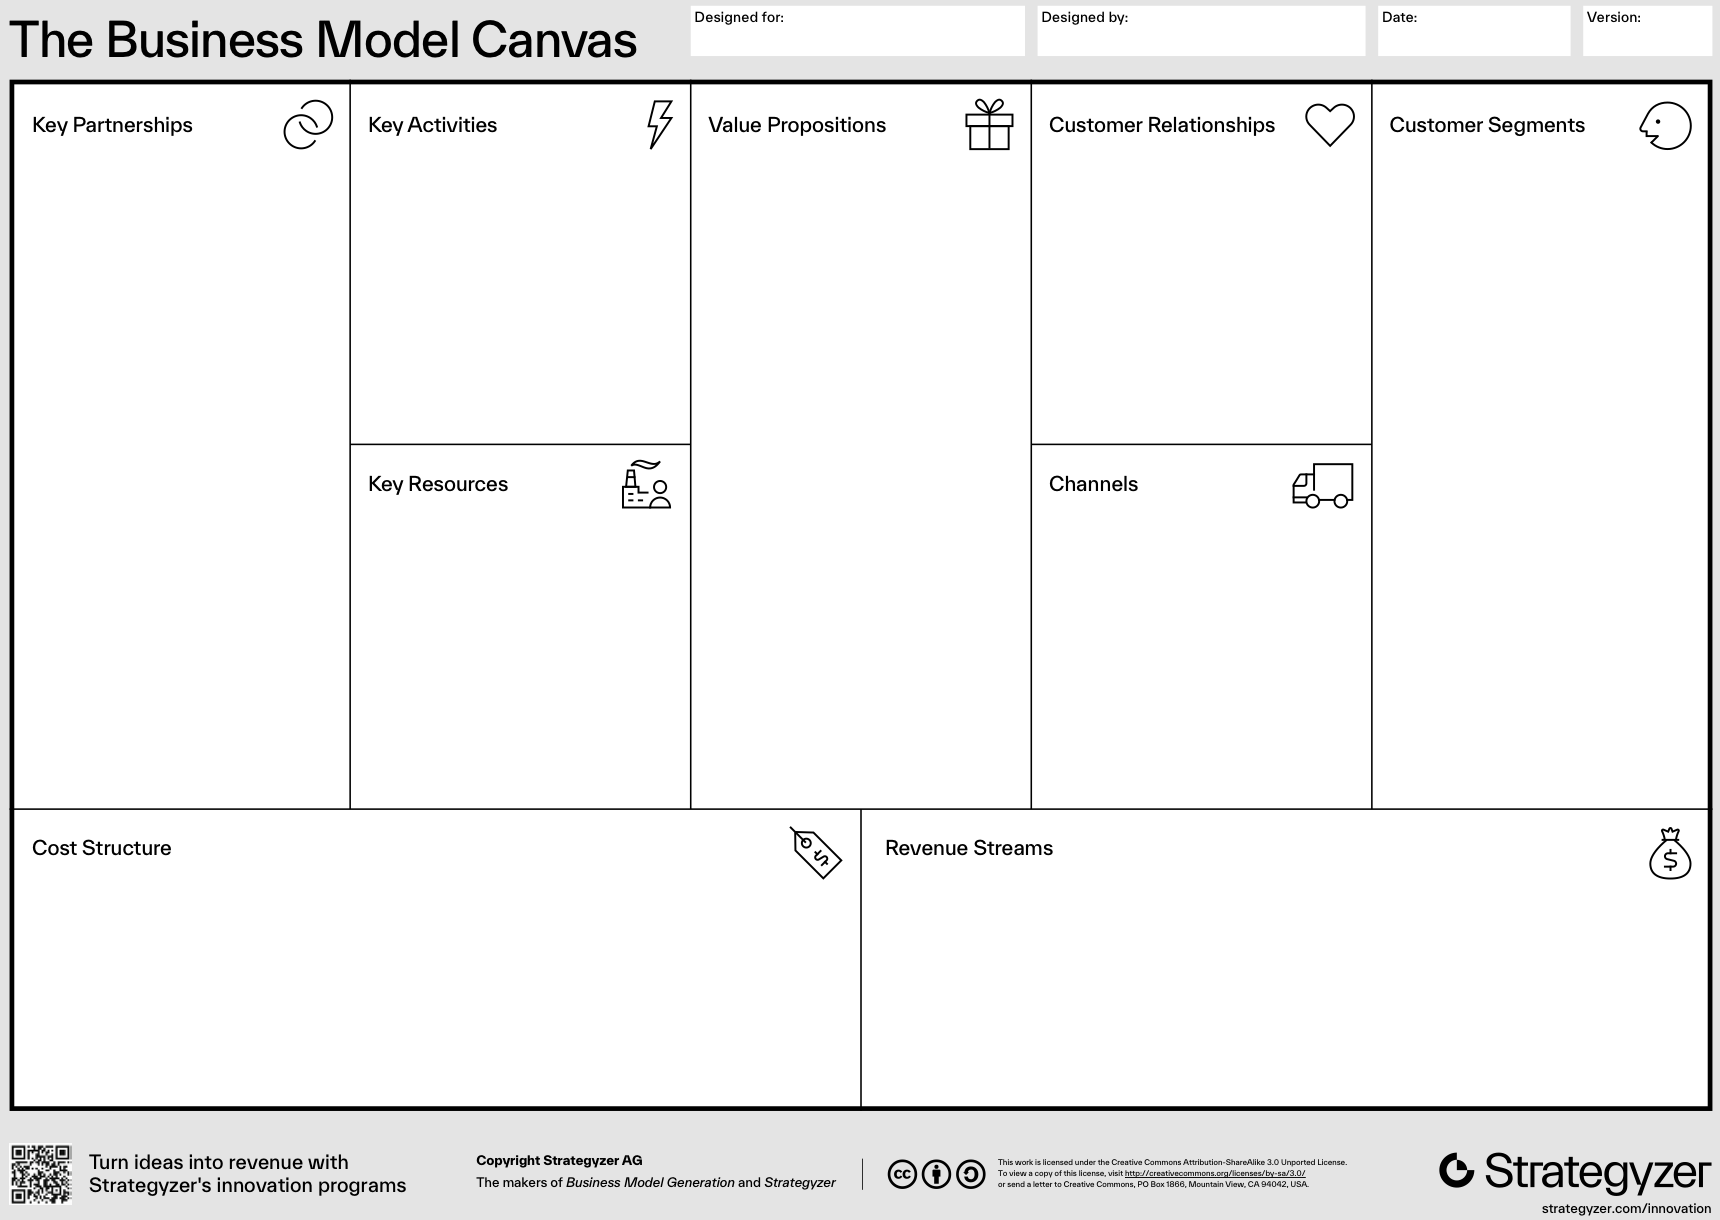 The Business Model Canvas
Designed for:
Designed by:
Date:
Version:
Key Partnerships
Key Activities
Value Propositions
Customer Relationships
Customer Segments
Key Resources
Channels
Cost Structure
$
Revenue Streams
$
Turn ideas into revenue with
Strategyzer's innovation programs
Copyright Strategyzer AG
The makers of Business Model Generation and Strategyzer
cc
This work is licensed under the Creative Commons Attribution-ShareAlike 3.0 Unported License.
To view a copy of this license, visit http://creativecommons.org/licenses/by-sa/3.0/
or send a letter to Creative Commons, PO Box 1866, Mountain View, CA 94042, USA.
Strategyzer
strategyzer.com/innovation